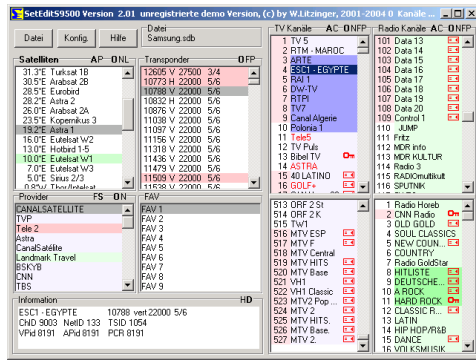 SetEditS9500 Version 2.01 unregistrierte demo Version, (c) by W.Litzinger, 2001-2004 0 Kanäle ...
Datei
Konfig.
Hilfe
Datei
Samsung.sdb
Satelliten AP ONL
31.3°E Turksat 1B
30.5°E Arabsat 2B
28.5°E Eurobird
28.2°E Astra 2
26.0°E Arabsat 2A
23.5°E Kopernikus 3
19.2°E Astra 1
16.0°E Eutelsat W2
13.0°E Hotbird 1-5
10.0°E Eutelsat W1
7.0°E Eutelsat W3
5.0°E Sirius 2/3
0.8°W Thor/Intelsat
Transponder OFP
12605 V 27500 3/4
10773 H 22000 5/6
10788 V 22000 5/6
10832 H 22000 5/6
10876 V 22000 5/6
11038 V 22000 5/6
11097 V 22000 5/6
11156 V 22000 5/6
11318 V 22000 5/6
11436 V 22000 5/6
11479 V 22000 5/6
11509 V 22000 5/6
11538 V 22000 5/6
Provider FS ON
CANALSATELLITE
TVP
Tele 2
Astra
CanalSatélite
Landmark Travel
BSKYB
CNN
TBS
FAV
FAV 1
FAV 2
FAV 3
FAV 4
FAV 5
FAV 6
FAV 7
FAV 8
FAV 9
Information HD
ESC1 - EGYPTE 10788 vert 22000 5/6
ChID 9003 NetID 133 TSID 1054
VPid 8191 APid 8191 PCR 8191
TV Kanäle AC ONFP
1 TV 5
2 RTM - MAROC
3 ARTE
4 ESC1 - EGYPTE
5 RAI 1
6 DW-TV
7 RTPI
8 TV7
9 Canal Algerie
10 Polonia 1
11 Tele5
12 TV Puls
13 Bibel TV
14 ASTRA
15 40 LATINO
16 GOLF+
513 ORF 2 St
514 ORF 2 K
515 TW1
516 MTV ESP
517 MTV F
518 MTV Central
519 MTV HITS
520 MTV Base
521 VH1
522 VH1 Classic
523 MTV2 Pop ...
524 MTV 2
525 MTV HITS.
526 MTV Base.
527 MTV 2.
Radio Kanäle AC ONFP
101 Data 13
102 Data 14
103 Data 15
104 Data 16
105 Data 17
106 Data 18
107 Data 19
108 Data 20
109 Control 1
110 JUMP
111 Fritz
112 MDR info
113 MDR KULTUR
114 Radio 3
115 RADIOmultikult
116 SPUTNIK
1 Radio Horeb
2 CNN Radio
3 OLD GOLD
4 SOUL CLASSICS
5 NEW COUN...
6 COUNTRY
7 Radio GoldStar
8 HITLISTE
9 DEUTSCHE...
10 A ROCK
11 HARD ROCK
12 CLASSIC R...
13 LATIN
14 HIP HOP/R&B
15 DANCE
16 VOLKSMUSIK